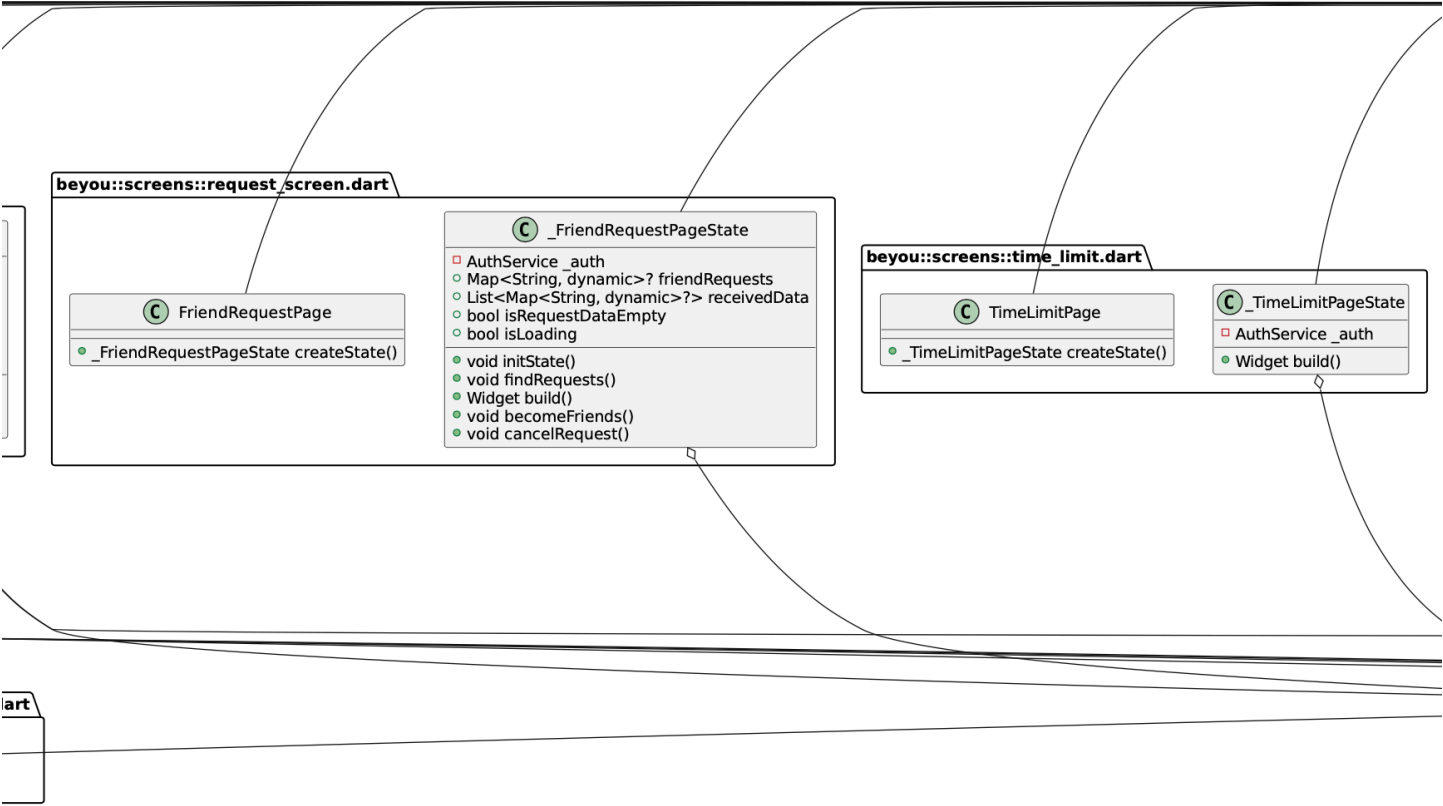 beyou::screens::request_screen.dart
C FriendRequestPage
_FriendRequestPageState createState()
C _FriendRequestPageState
AuthService _auth
Map<String, dynamic>? friendRequests
List<Map<String, dynamic>?> receivedData
bool isRequestDataEmpty
bool isLoading
void initState()
void findRequests()
Widget build()
void becomeFriends()
void cancelRequest()
beyou::screens::time_limit.dart
C TimeLimitPage
_TimeLimitPageState createState()
C _TimeLimitPageState
AuthService _auth
Widget build()
lart